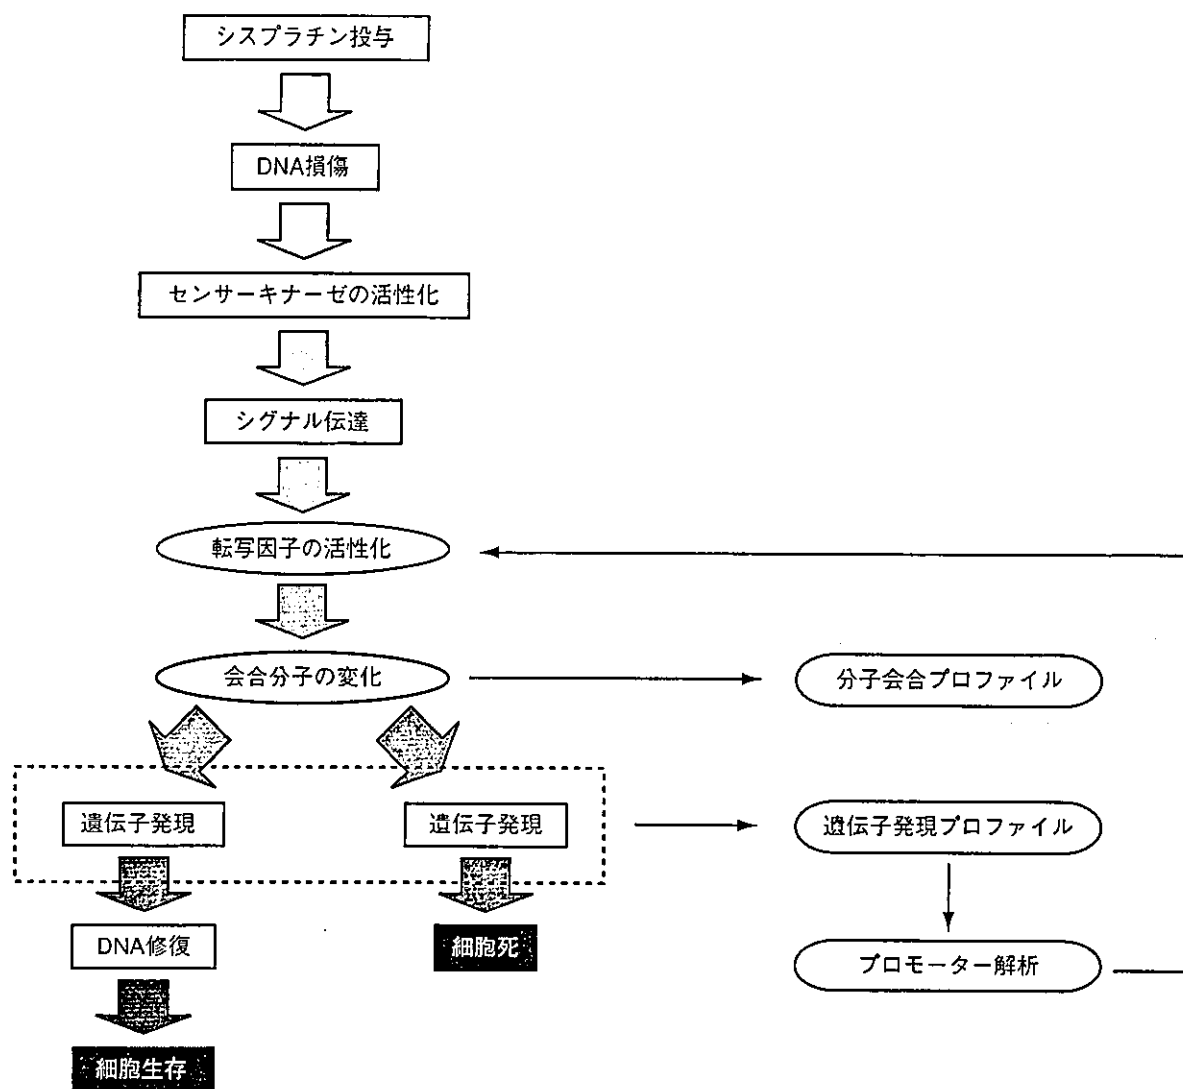 シスプラチン投与
DNA損傷
センサーキナーゼの活性化
シグナル伝達
転写因子の活性化
会合分子の変化
分子会合プロファイル
遺伝子発現
遺伝子発現
遺伝子発現プロファイル
DNA修復
細胞死
プロモーター解析
細胞生存